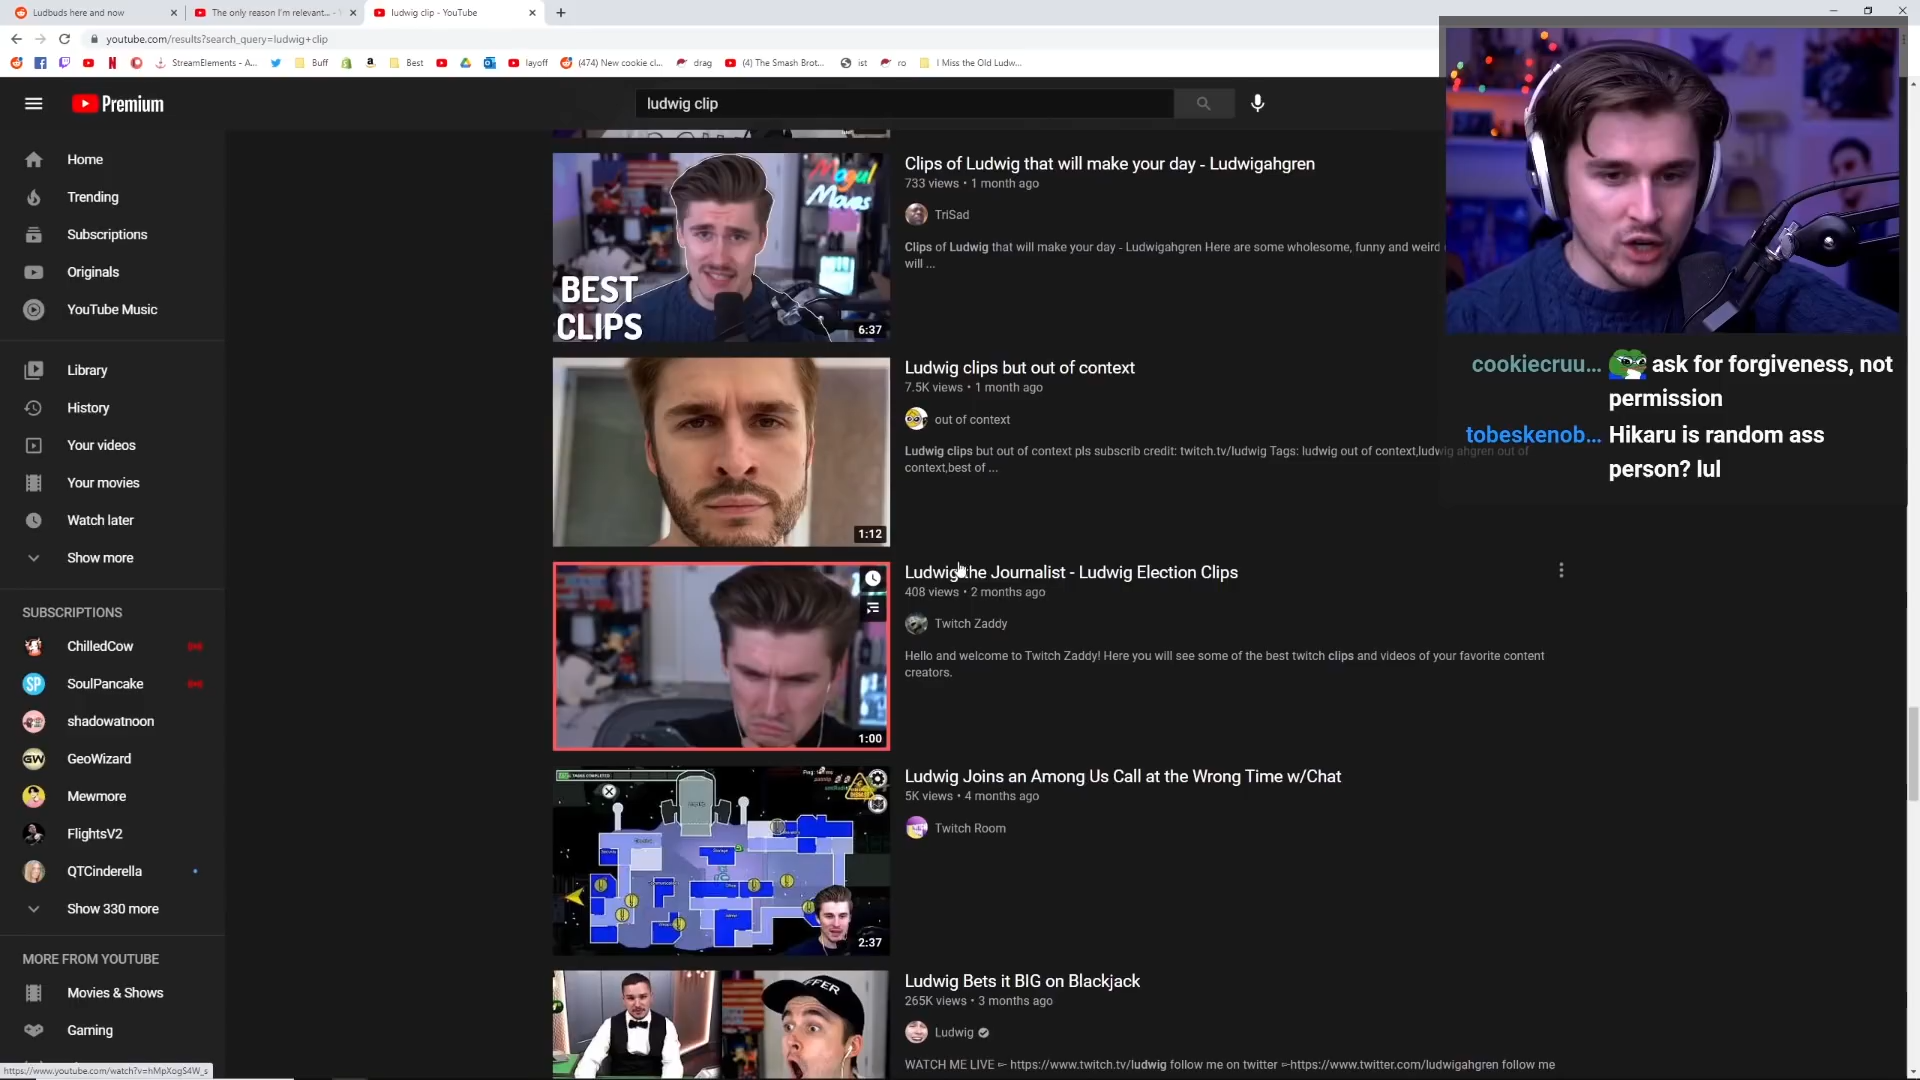 Ludbuds here and now
The only reason I'm relevant... -
ludwig clip - YouTube
youtube.com/results?search_query=ludwig+clip
StreamElements - A...
Buff
Best
layoff
(474) New cookie cl...
drag
(4) The Smash Brot...
ist
ro
I Miss the Old Ludw...
Premium
ludwig clip
Home
Trending
Subscriptions
Originals
YouTube Music
Library
History
Your videos
Your movies
Watch later
Show more
SUBSCRIPTIONS
ChilledCow
SP
SoulPancake
shadowatnoon
GW
GeoWizard
Mewmore
FlightsV2
QTCinderella
Show 330 more
MORE FROM YOUTUBE
Movies & Shows
Gaming
https://www.youtube.com/watch?v=hMpXogS4W_s
Mogul
Moves
BEST
CLIPS
6:37
Clips of Ludwig that will make your day - Ludwigahgren
733 views • 1 month ago
TriSad
Clips of Ludwig that will make your day - Ludwigahgren Here are some wholesome, funny and weird
will ...
1:12
Ludwig clips but out of context
7.5K views • 1 month ago
out of context
Ludwig clips but out of context pls subscrib credit: twitch.tv/ludwig Tags: ludwig out of context,ludwig ahgren out of
context,best of ...
1:00
Ludwig the Journalist - Ludwig Election Clips
408 views • 2 months ago
Twitch Zaddy
Hello and welcome to Twitch Zaddy! Here you will see some of the best twitch clips and videos of your favorite content
creators.
2:37
Ludwig Joins an Among Us Call at the Wrong Time w/Chat
5K views • 4 months ago
Twitch Room
Ludwig Bets it BIG on Blackjack
265K views • 3 months ago
Ludwig
WATCH ME LIVE ► https://www.twitch.tv/ludwig follow me on twitter ►https://www.twitter.com/ludwigahgren follow me
cookiecruu... ask for forgiveness, not
permission
tobeskenob... Hikaru is random ass
person? lul